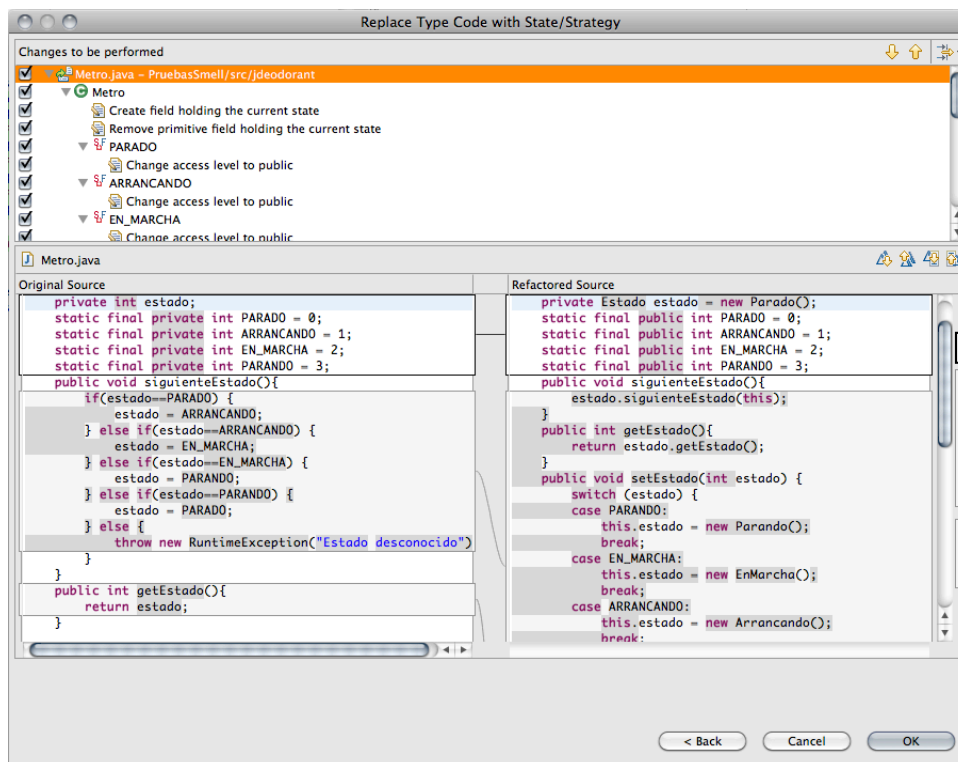 Replace Type Code with State/Strategy
Changes to be performed
Metro.java – PruebasSmell/src/jdeodorant
Metro
Create field holding the current state
Remove primitive field holding the current state
PARADO
Change access level to public
ARRANCANDO
Change access level to public
EN_MARCHA
Change access level to public
Metro.java
Original Source
private int estado;
static final private int PARADO = 0;
static final private int ARRANCANDO = 1;
static final private int EN_MARCHA = 2;
static final private int PARANDO = 3;
public void siguienteEstado(){
if(estado==PARADO) {
estado = ARRANCANDO;
} else if(estado==ARRANCANDO) {
estado = EN_MARCHA;
} else if(estado==EN_MARCHA) {
estado = PARANDO;
} else if(estado==PARANDO) {
estado = PARADO;
} else {
throw new RuntimeException("Estado desconocido")
}
}
public int getEstado(){
return estado;
}
Refactored Source
private Estado estado = new Parado();
static final public int PARADO = 0;
static final public int ARRANCANDO = 1;
static final public int EN_MARCHA = 2;
static final public int PARANDO = 3;
public void siguienteEstado(){
estado.siguienteEstado(this);
}
public int getEstado(){
return estado.getEstado();
}
public void setEstado(int estado) {
switch (estado) {
case PARANDO:
this.estado = new Parando();
break;
case EN_MARCHA:
this.estado = new EnMarcha();
break;
case ARRANCANDO:
this.estado = new Arrancando();
break;
< Back
Cancel
OK